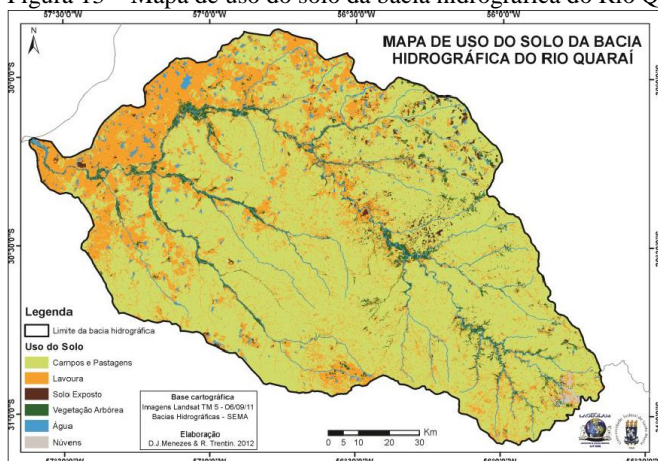 Figura 13 – Mapa de uso do solo da bacia hidrográfica do Rio Q
57°30'0"S 57°0'0"S 56°30'0"S 56°0'0"S
N
MAPA DE USO DO SOLO DA BACIA
HIDROGRÁFICA DO RIO QUARAÍ
30°0'0"S
30°30'0"S
31°0'0"S
Legenda
Limite da bacia hidrográfica
Uso do Solo
Campos e Pastagens
Lavoura
Solo Exposto
Vegetação Arbórea
Água
Núvens
Base cartográfica
Imagens Landsat TM 5 - 06/09/11
Bacias Hidrográficas - SEMA
Elaboração
D.J.Menezes & R. Trentin. 2012
Km
0 5 10 20 30